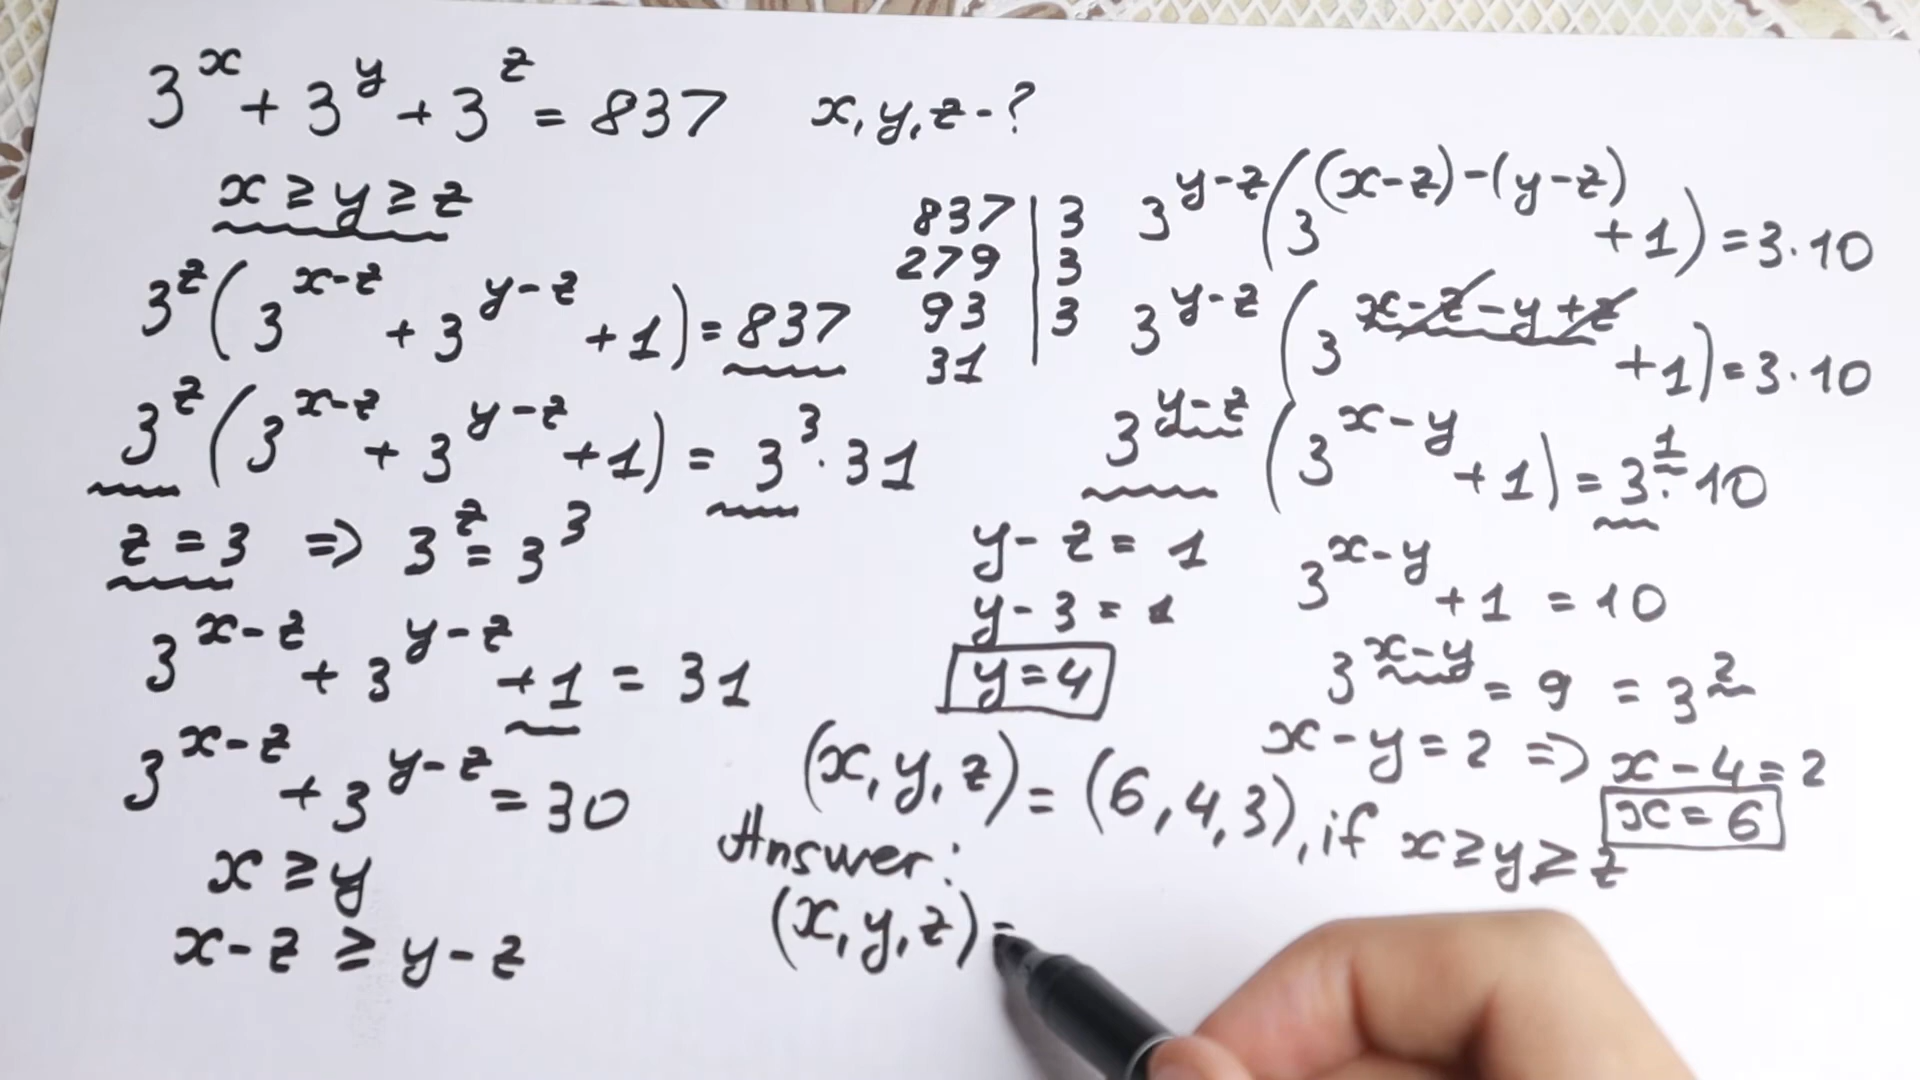 3^x + 3^y + 3^z = 837   x, y, z - ?
x ≥ y ≥ z
3^z (3^(x-z) + 3^(y-z) + 1) = 837
3^z (3^(x-z) + 3^(y-z) + 1) = 3^3 · 31
z = 3 ⇒ 3^z = 3^3
3^(x-z) + 3^(y-z) + 1 = 31
3^(x-z) + 3^(y-z) = 30
x ≥ y
x - z ≥ y - z
837 | 3
279 | 3
93 | 3
31 |
3^(y-z) (3^((x-z)-(y-z)) + 1) = 3 · 10
3^(y-z) (3^(x-z-y+z) + 1) = 3 · 10
3^(y-z) (3^(x-y) + 1) = 3^1 · 10
y - z = 1
y - 3 = 1
y = 4
3^(x-y) + 1 = 10
3^(x-y) = 9 = 3^2
x - y = 2 ⇒ x - 4 = 2
x = 6
(x, y, z) = (6, 4, 3), if x ≥ y ≥ z
Answer:
(x, y, z) =